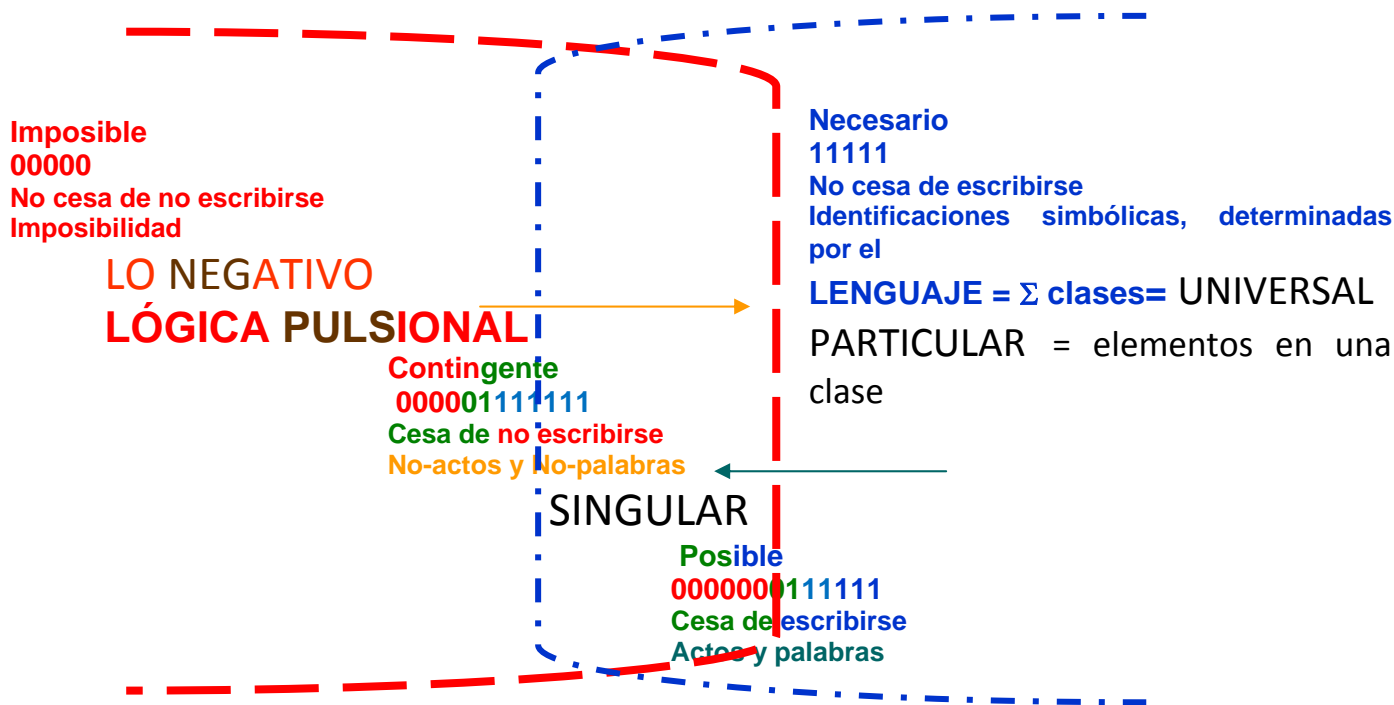 Imposible
00000
No cesa de no escribirse
Imposibilidad
LO NEGATIVO
LÓGICA PULSIONAL
Necesario
11111
No cesa de escribirse
Identificaciones simbólicas, determinadas
por el
LENGUAJE = Σ clases= UNIVERSAL
PARTICULAR = elementos en una
clase
Contingente
000001111111
Cesa de no escribirse
No-actos y No-palabras
SINGULAR
Posible
0000000111111
Cesa de escribirse
Actos y palabras